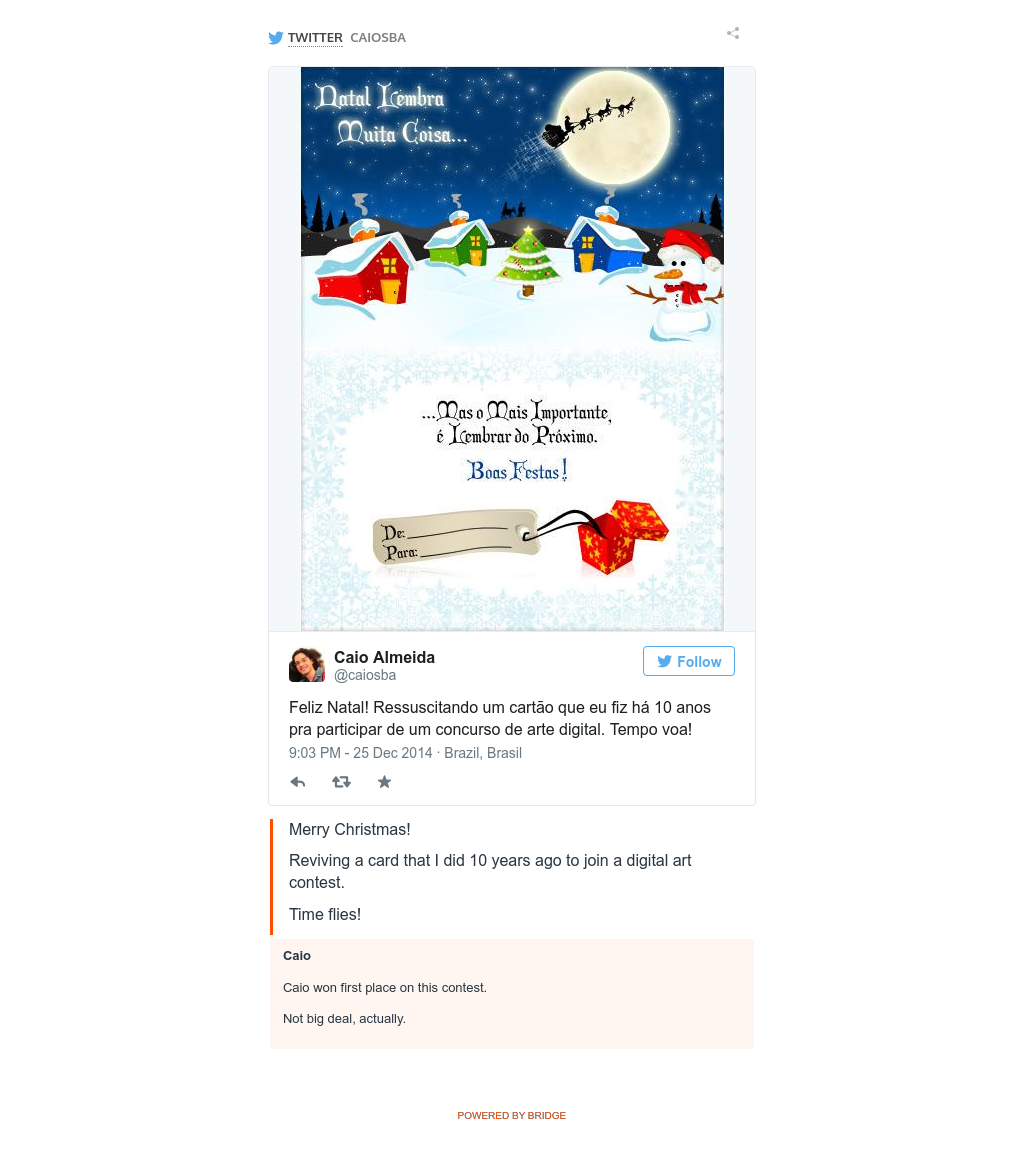 TWITTER CAIOSBA
Natal Lembra
Muita Coisa...
...Mas o Mais Importante,
é Lembrar do Próximo.
Boas Festas!
De:
Para:
Caio Almeida
@caiosba
Follow
Feliz Natal! Ressuscitando um cartão que eu fiz há 10 anos
pra participar de um concurso de arte digital. Tempo voa!
9:03 PM - 25 Dec 2014 · Brazil, Brasil
Merry Christmas!
Reviving a card that I did 10 years ago to join a digital art
contest.
Time flies!
Caio
Caio won first place on this contest.
Not big deal, actually.
POWERED BY BRIDGE